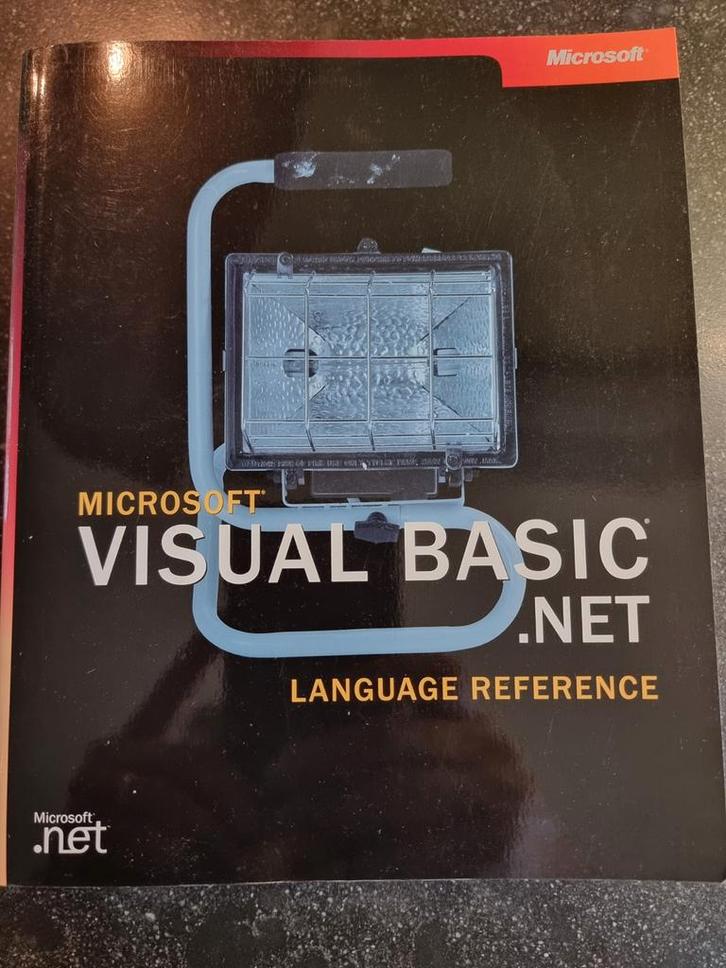 Microsoft®
MICROSOFT®
VISUAL BASIC®
.NET
LANGUAGE REFERENCE
Microsoft
.net